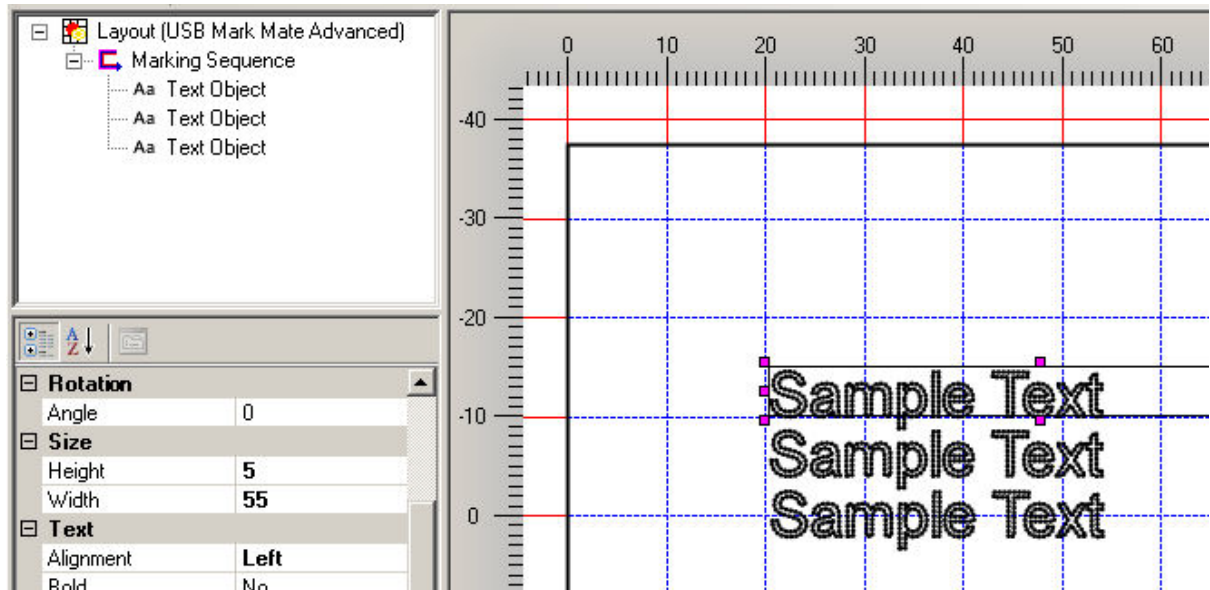 Layout (USB Mark Mate Advanced)
Marking Sequence
Aa Text Object
Aa Text Object
Aa Text Object
A
Z
Rotation
Angle 0
Size
Height 5
Width 55
Text
Alignment Left
Bold No
0 10 20 30 40 50 60
-40
-30
-20
-10
0
Sample Text
Sample Text
Sample Text